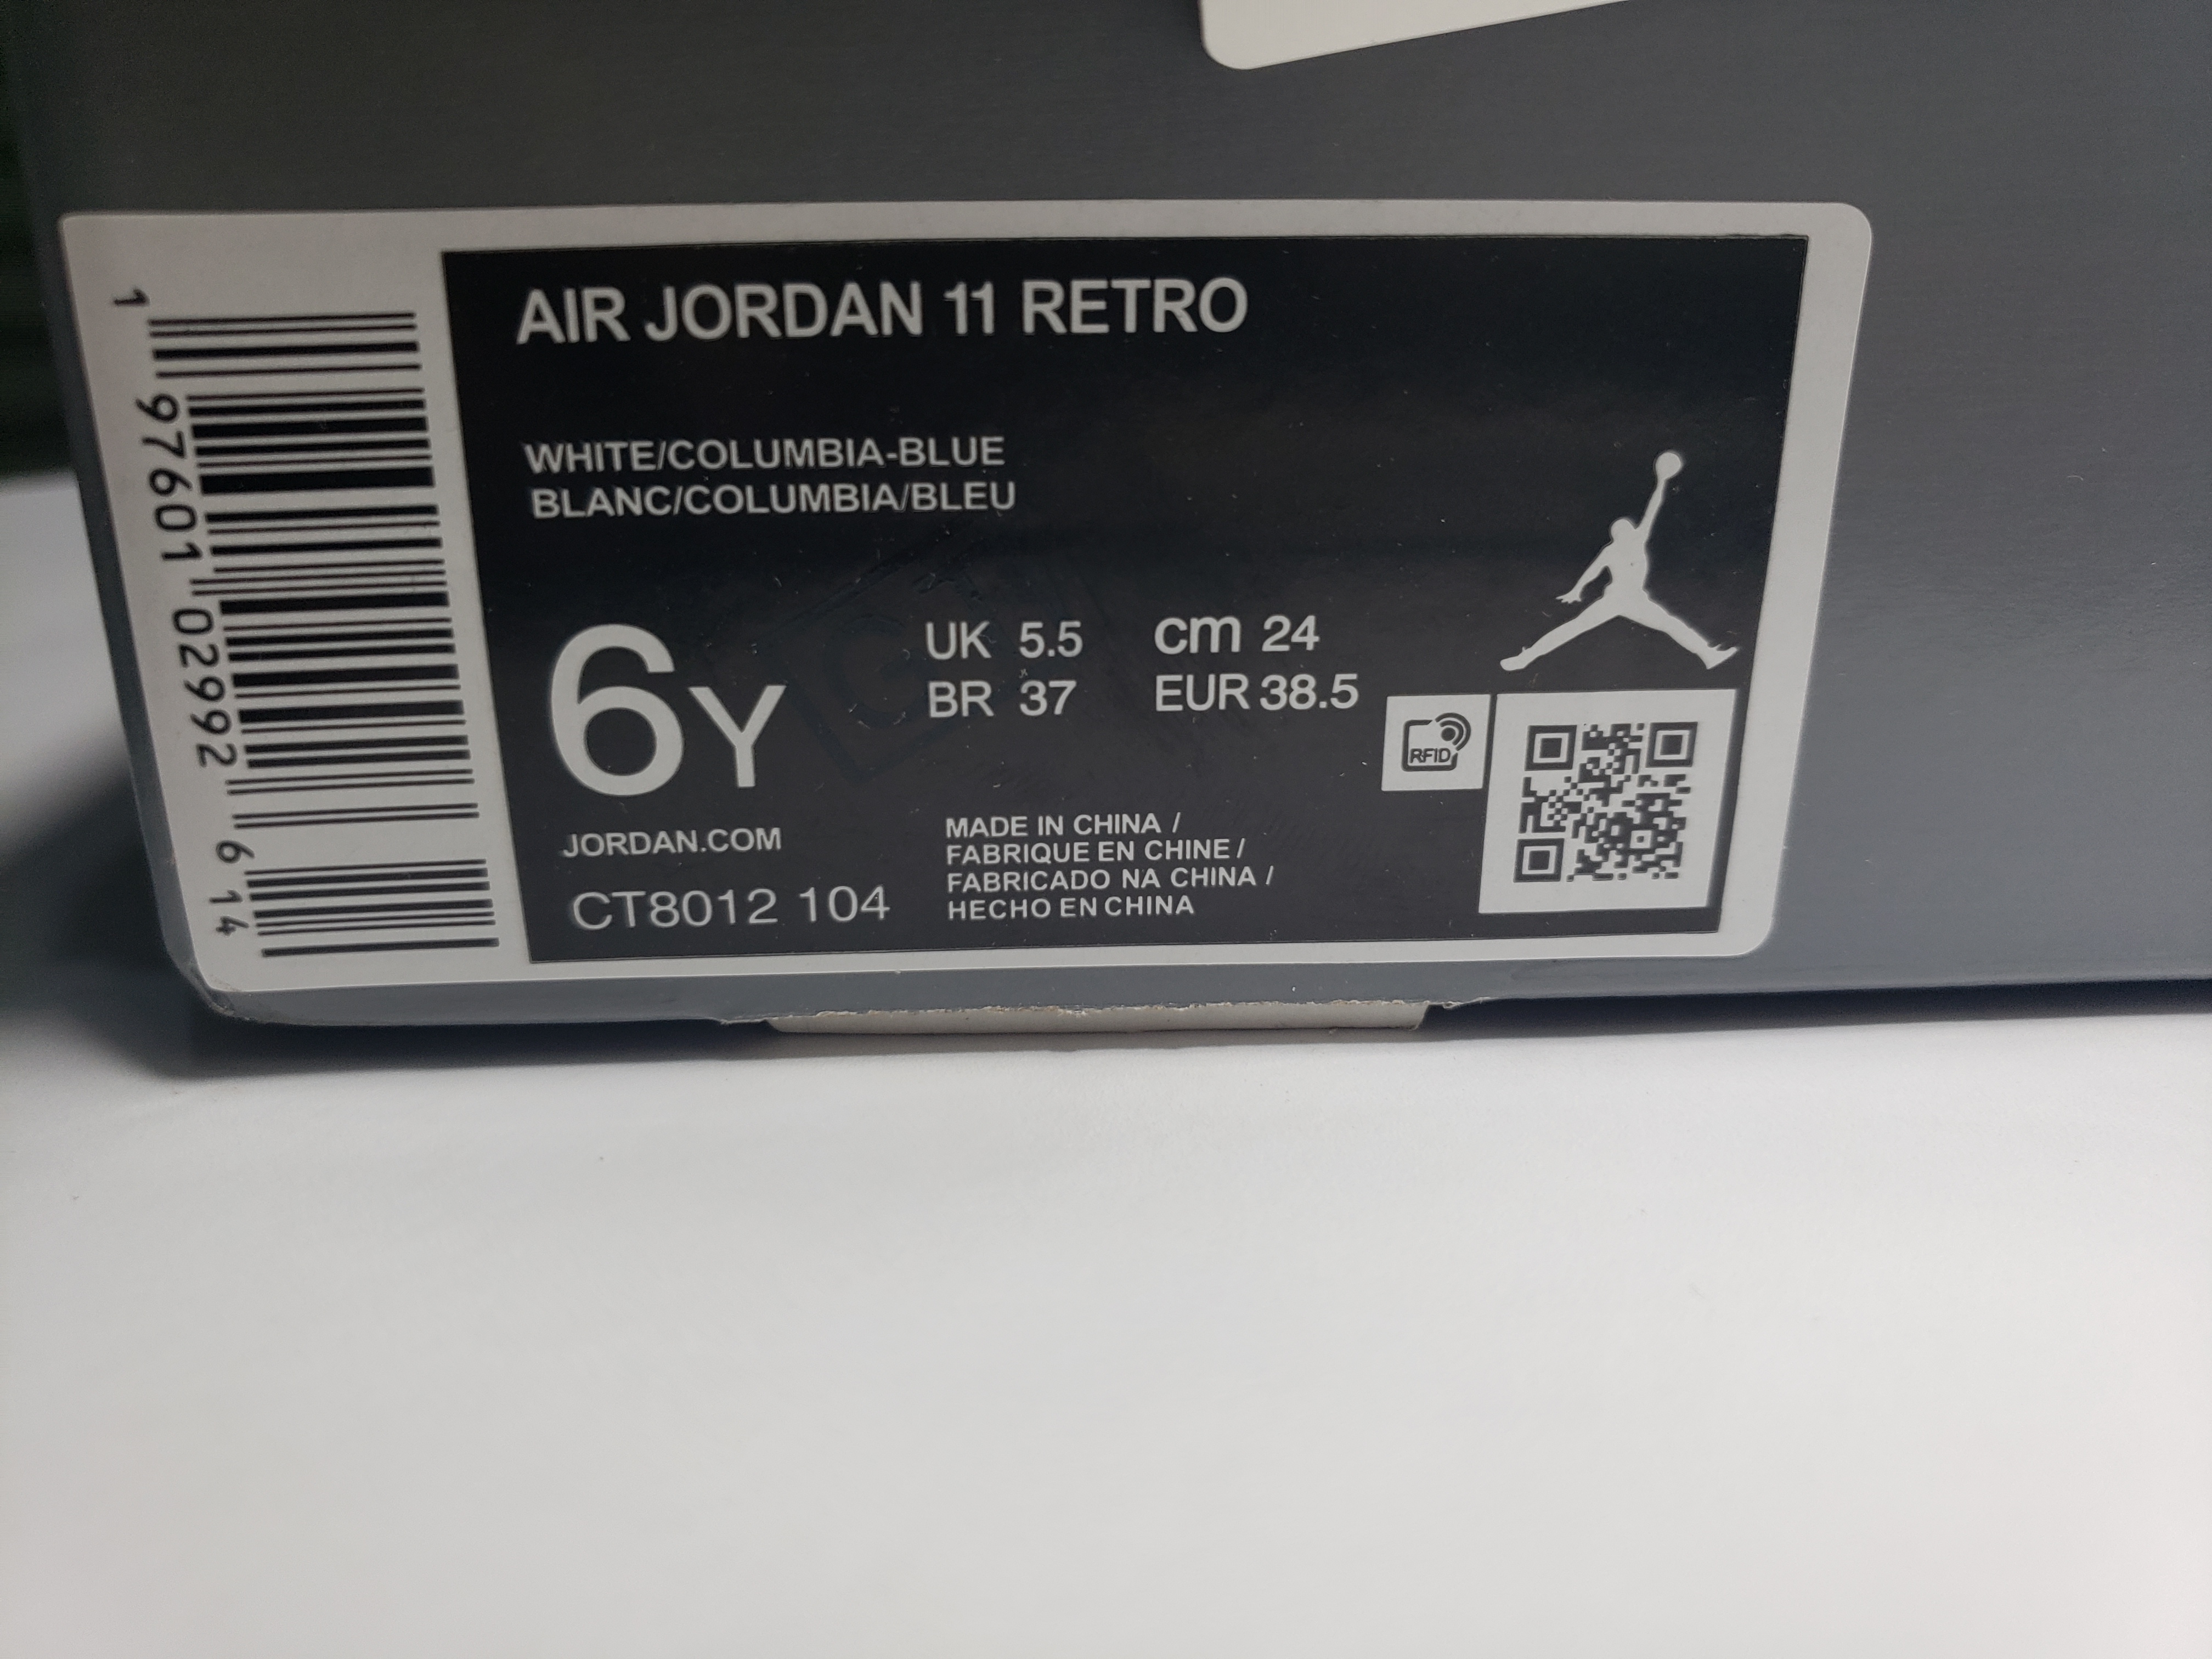 AIR JORDAN 11 RETRO
WHITE/COLUMBIA-BLUE
BLANC/COLUMBIA/BLEU
6Y
UK 5.5 cm 24
BR 37 EUR 38.5
RFID
JORDAN.COM
CT8012 104
MADE IN CHINA /
FABRIQUE EN CHINE /
FABRICADO NA CHINA /
HECHO EN CHINA
1 97601 02992 6 14